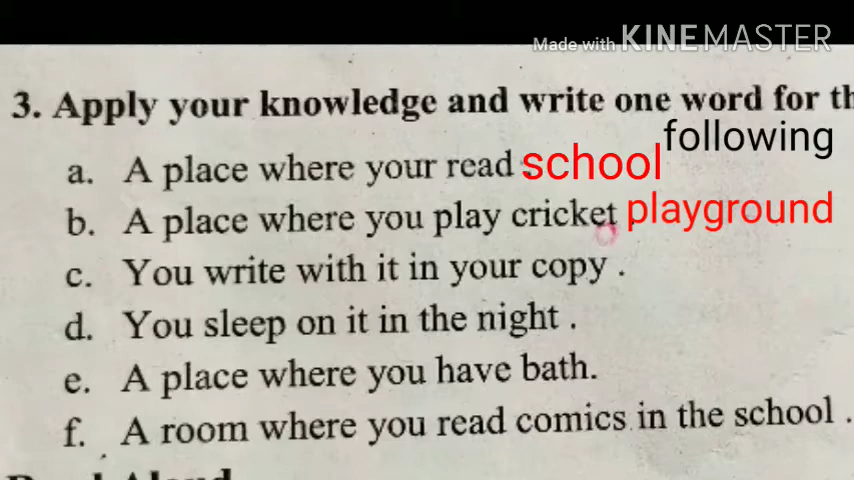 Made with KINEMASTER
3. Apply your knowledge and write one word for th
following
a. A place where your read school
b. A place where you play cricket playground
c. You write with it in your copy .
d. You sleep on it in the night .
e. A place where you have bath.
f. A room where you read comics in the school .